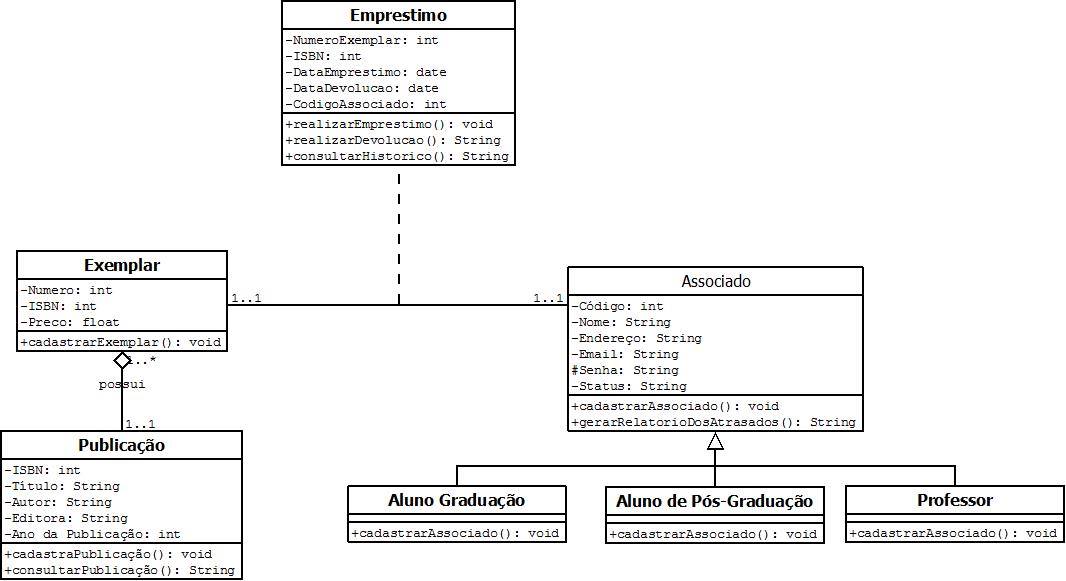 Emprestimo
-NumeroExemplar: int
-ISBN: int
-DataEmprestimo: date
-DataDevolucao: date
-CodigoAssociado: int
+realizarEmprestimo(): void
+realizarDevolucao(): String
+consultarHistorico(): String
Exemplar
-Numero: int
-ISBN: int
-Preco: float
+cadastrarExemplar(): void
1..1
1..1
Associado
-Código: int
-Nome: String
-Endereço: String
-Email: String
#Senha: String
-Status: String
+cadastrarAssociado(): void
+gerarRelatorioDosAtrasados(): String
1..*
possui
1..1
Publicação
-ISBN: int
-Título: String
-Autor: String
-Editora: String
-Ano da Publicação: int
+cadastraPublicação(): void
+consultarPublicação(): String
Aluno Graduação
+cadastrarAssociado(): void
Aluno de Pós-Graduação
+cadastrarAssociado(): void
Professor
+cadastrarAssociado(): void